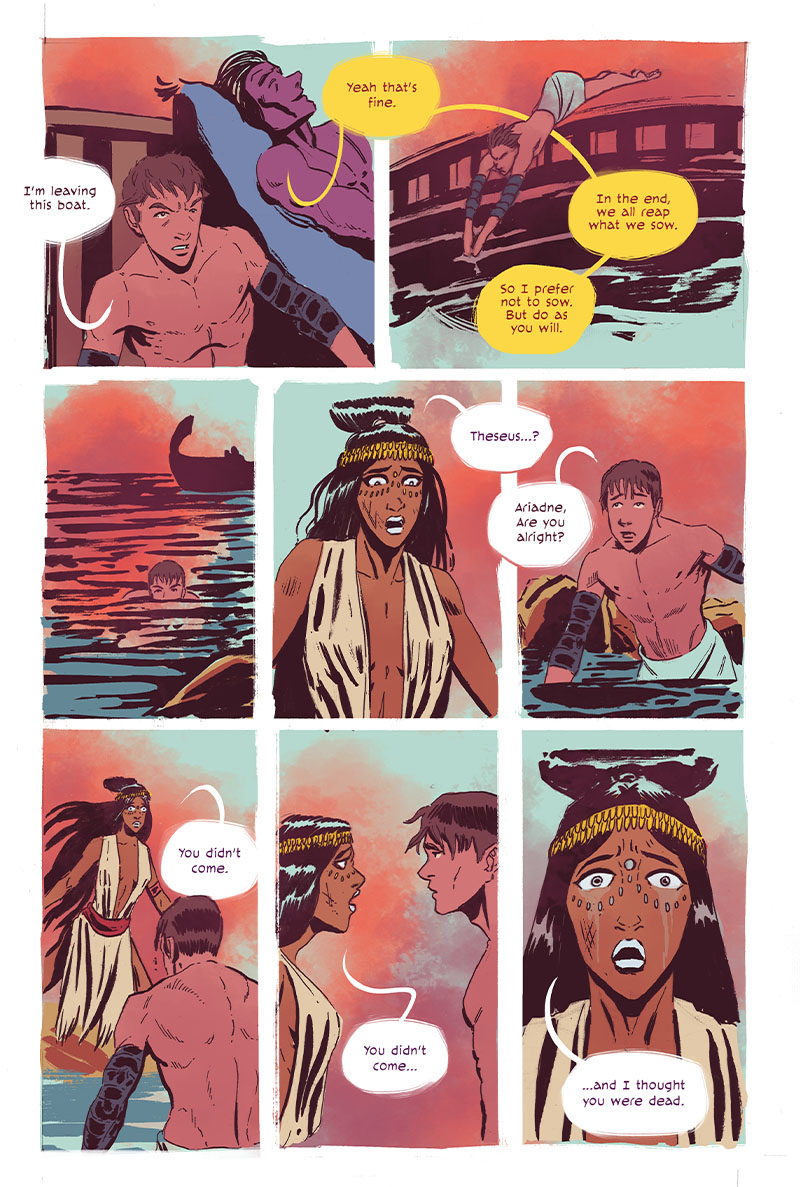 I'm leaving
this boat.
Yeah that's
fine.
In the end,
we all reap
what we sow.
So I prefer
not to sow.
But do as
you will.
Theseus...?
Ariadne,
Are you
alright?
You didn't
come.
You didn't
come...
...and I thought
you were dead.